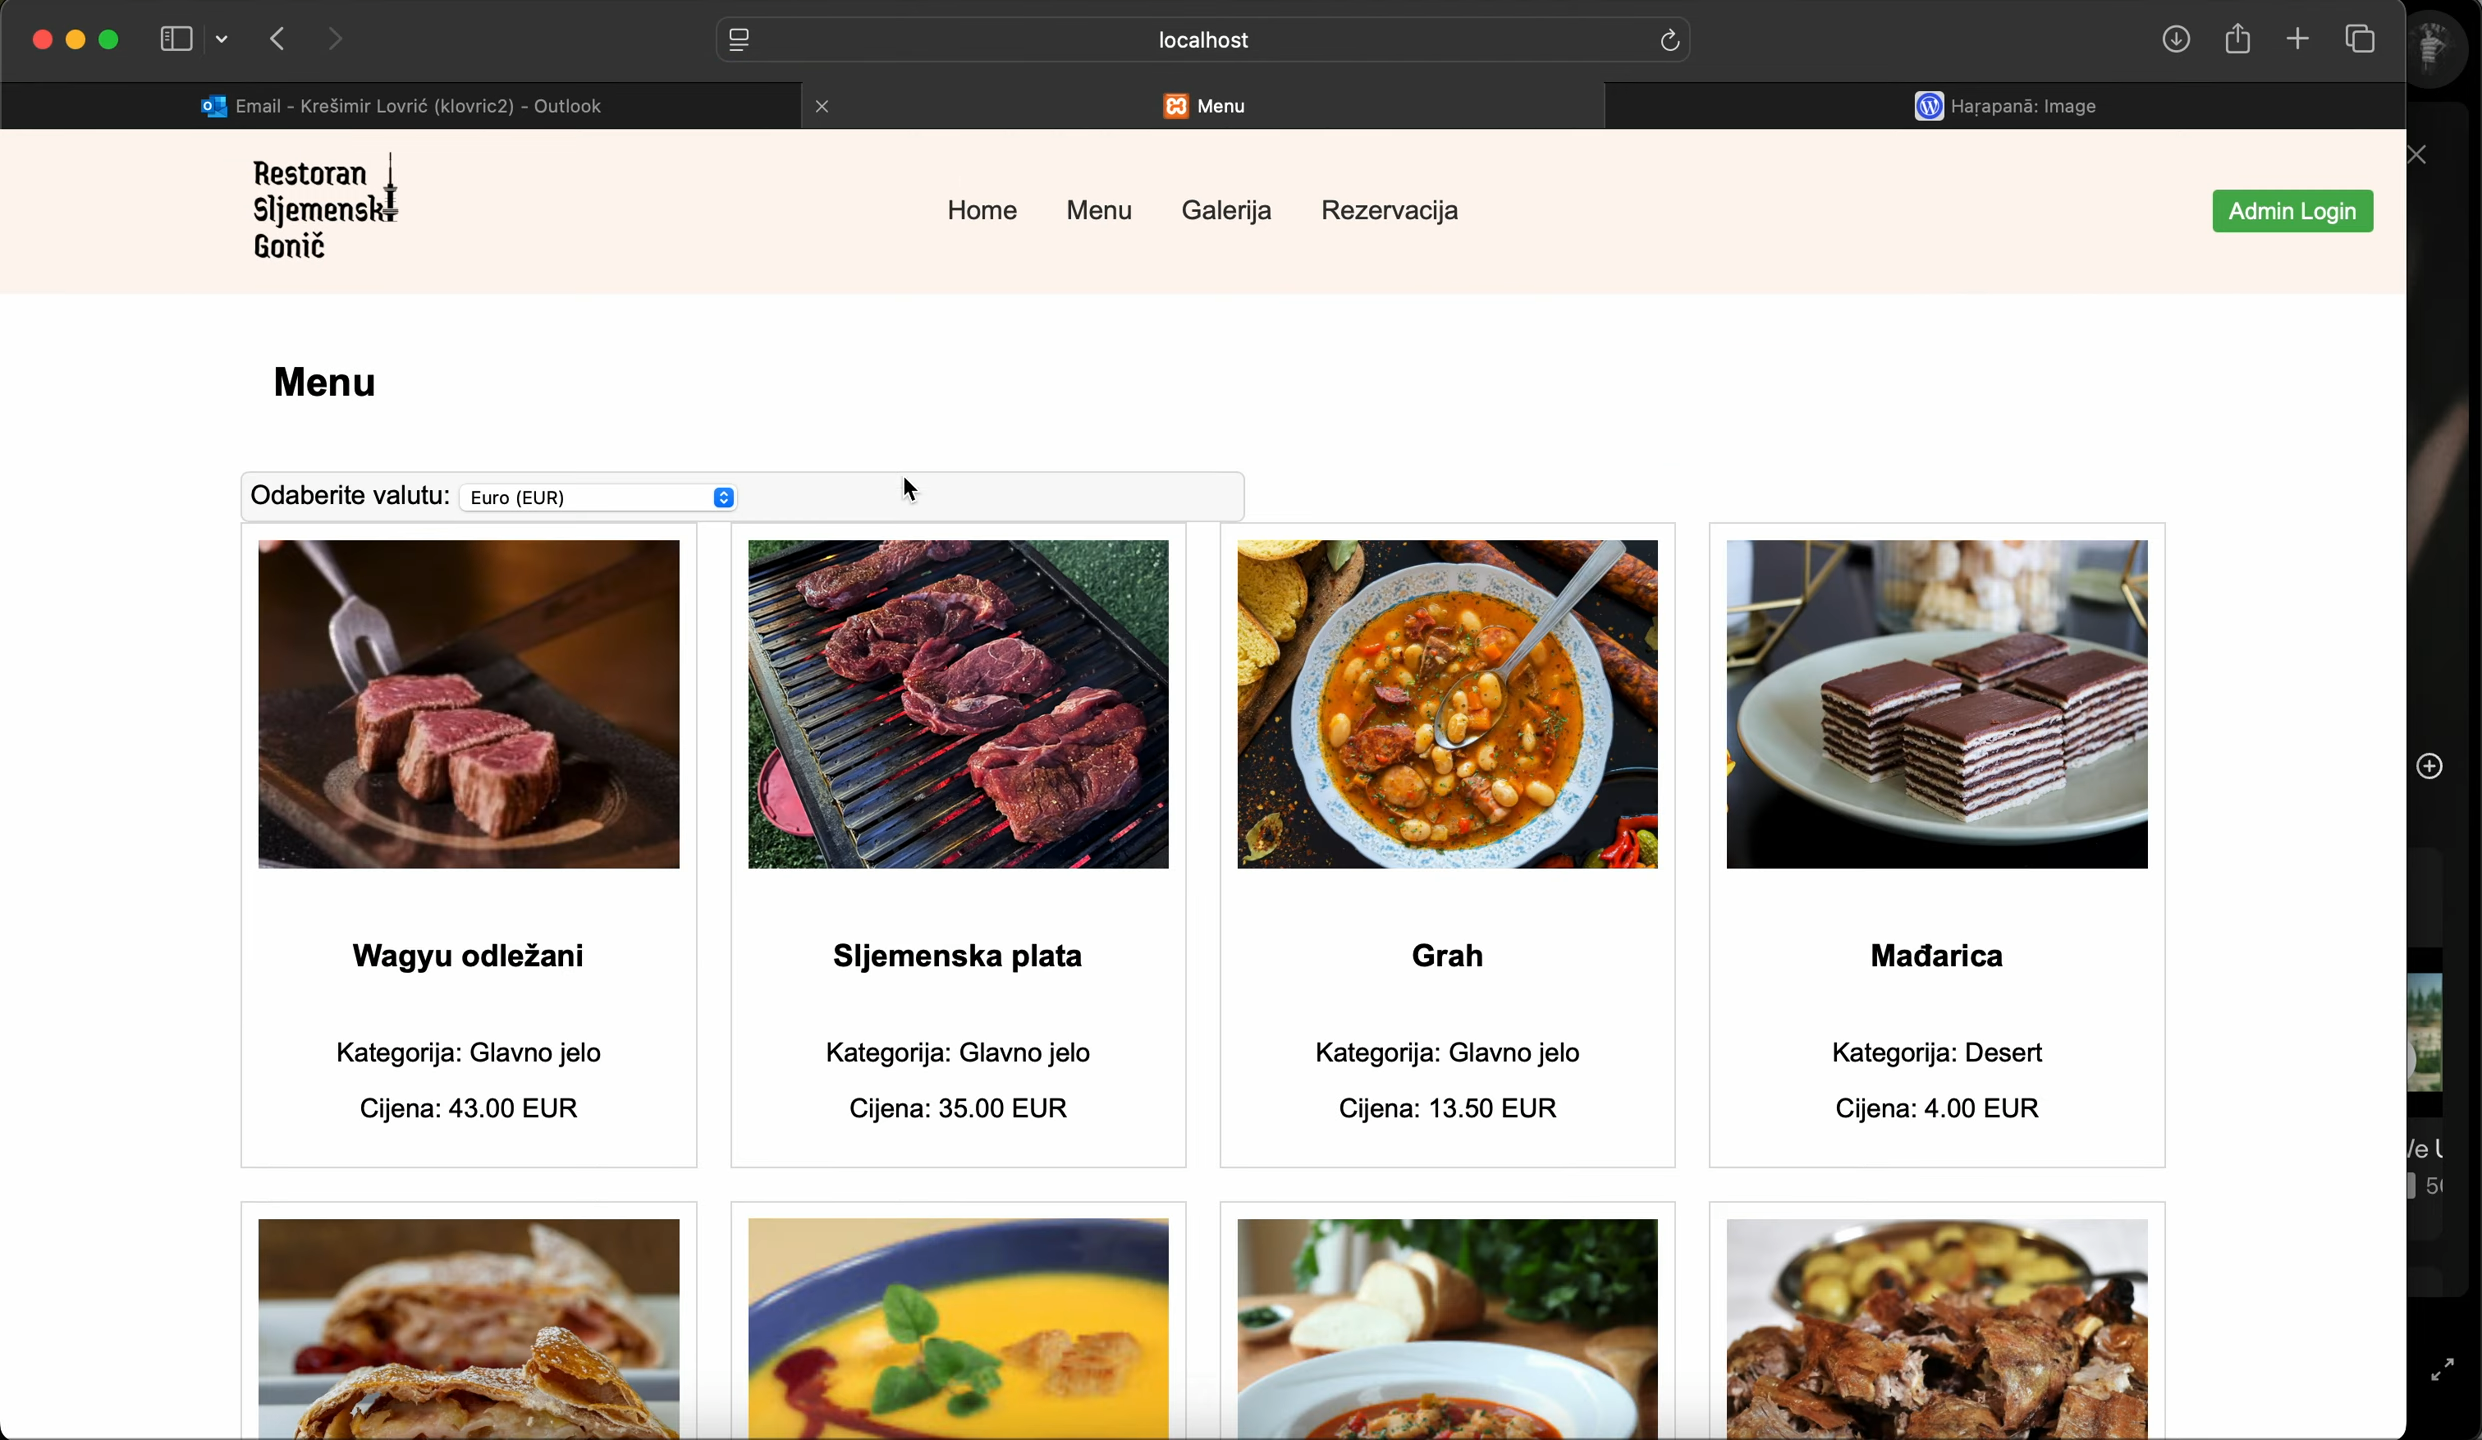 localhost
Email - Krešimir Lovrić (klovric2) - Outlook
Menu
Haṛapanā: Image
Restoran
Sljemenski
Gonič
Home
Menu
Galerija
Rezervacija
Admin Login
Menu
Odaberite valutu:
Euro (EUR)
Wagyu odležani
Kategorija: Glavno jelo
Cijena: 43.00 EUR
Sljemenska plata
Kategorija: Glavno jelo
Cijena: 35.00 EUR
Grah
Kategorija: Glavno jelo
Cijena: 13.50 EUR
Mađarica
Kategorija: Desert
Cijena: 4.00 EUR